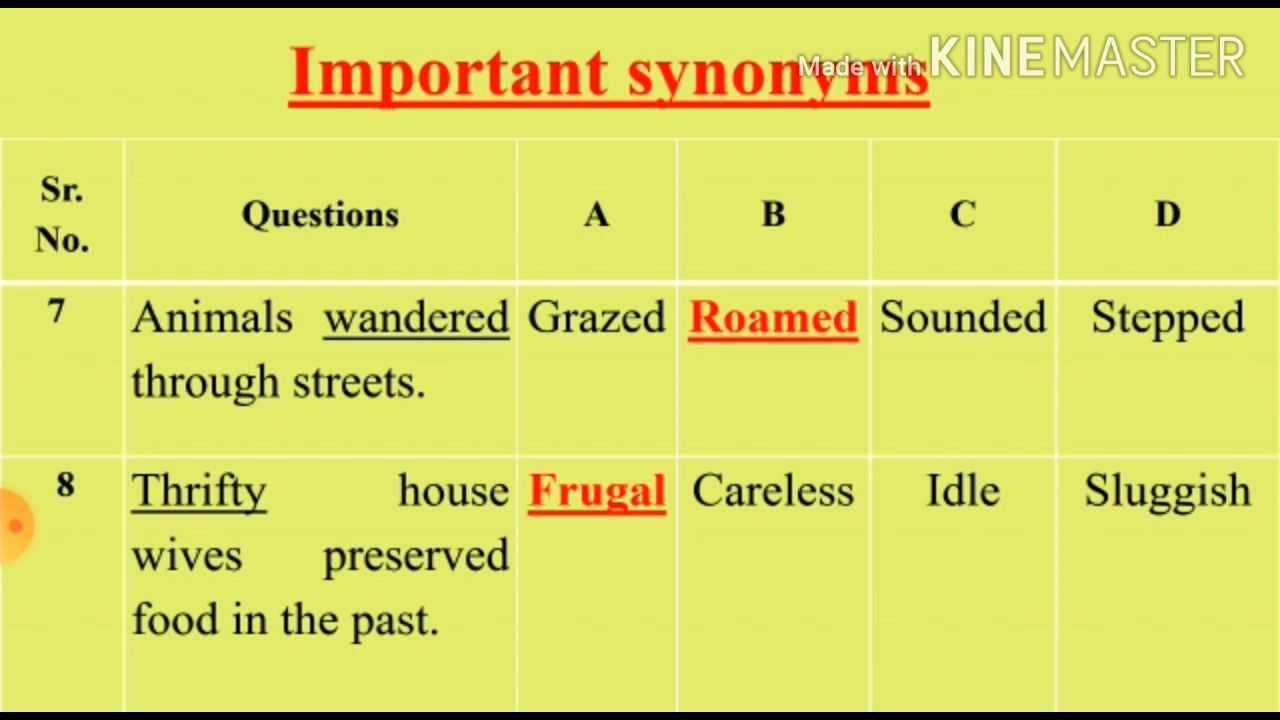 Important synonyms
Made with KINEMASTER
Sr. No. Questions A B C D
7 Animals wandered Grazed Roamed Sounded Stepped
through streets.
8 Thrifty house Frugal Careless Idle Sluggish
wives preserved
food in the past.